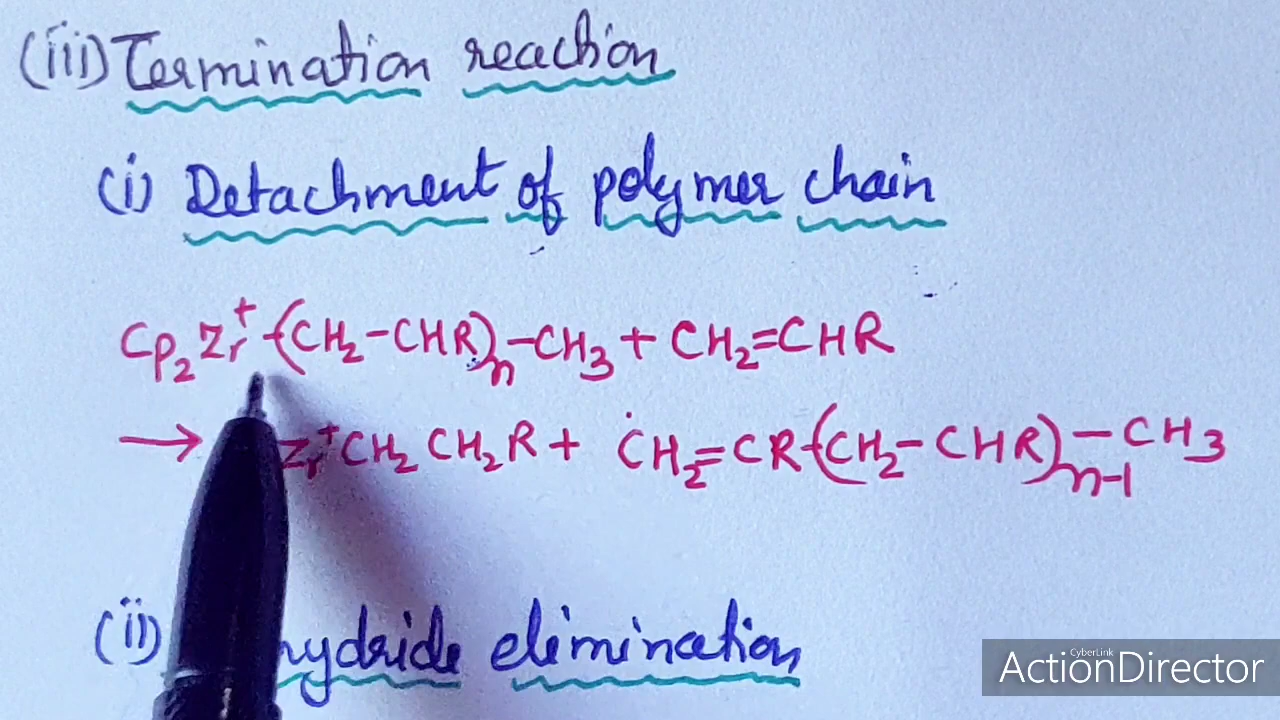 (iii) Termination reaction
(i) Detachment of polymer chain
Cp₂Zr⁺-(CH₂-CHR)ₙ-CH₃ + CH₂=CHR
→ Zr⁺CH₂CH₂R + CH₂=CR-(CH₂-CHR)ₙ₋₁-CH₃
(ii) hydride elimination
CyberLink
ActionDirector